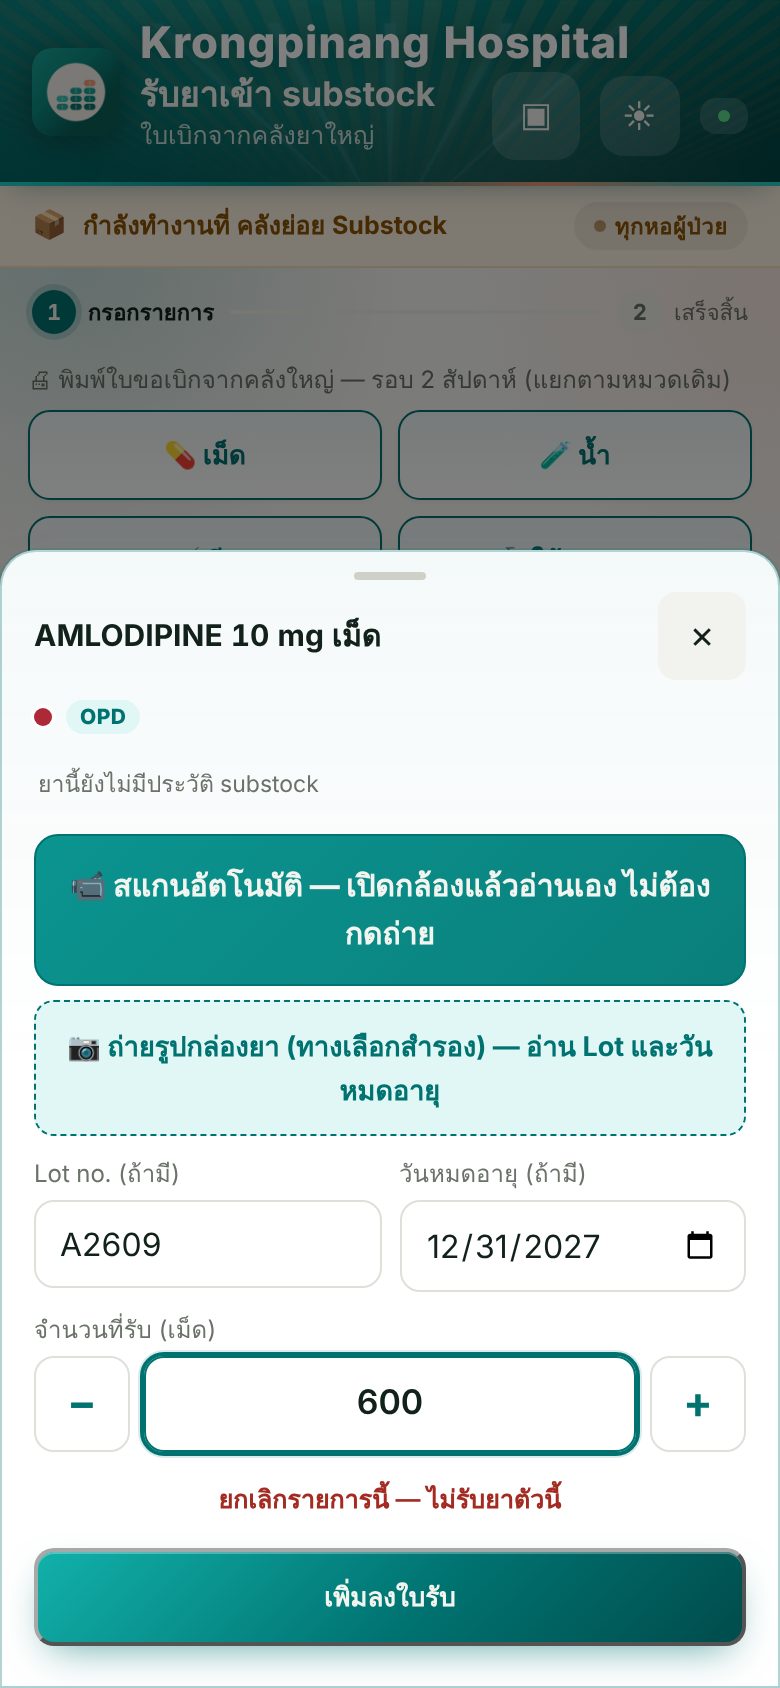 Krongpinang Hospital
รับยาเข้า substock
ใบเบิกจากคลังยาใหญ่
📦 กำลังทำงานที่ คลังย่อย Substock
ทุกหอผู้ป่วย
1 กรอกรายการ
2 เสร็จสิ้น
🖨 พิมพ์ใบขอเบิกจากคลังใหญ่ — รอบ 2 สัปดาห์ (แยกตามหมวดเดิม)
💊 เม็ด
🧪 น้ำ
AMLODIPINE 10 mg เม็ด
×
OPD
ยานี้ยังไม่มีประวัติ substock
📹 สแกนอัตโนมัติ — เปิดกล้องแล้วอ่านเอง ไม่ต้อง
กดถ่าย
📷 ถ่ายรูปกล่องยา (ทางเลือกสำรอง) — อ่าน Lot และวัน
หมดอายุ
Lot no. (ถ้ามี)
วันหมดอายุ (ถ้ามี)
A2609
12/31/2027
จำนวนที่รับ (เม็ด)
− 600 +
ยกเลิกรายการนี้ — ไม่รับยาตัวนี้
เพิ่มลงใบรับ